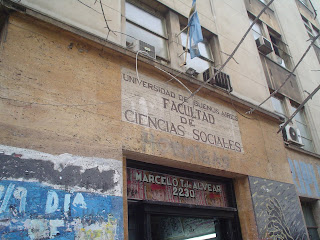 UNIVERSIDAD DE BUENOS AIRES
FACULTAD
DE
CIENCIAS SOCIALES
MARCELO T. de ALVEAR
2230
DIA